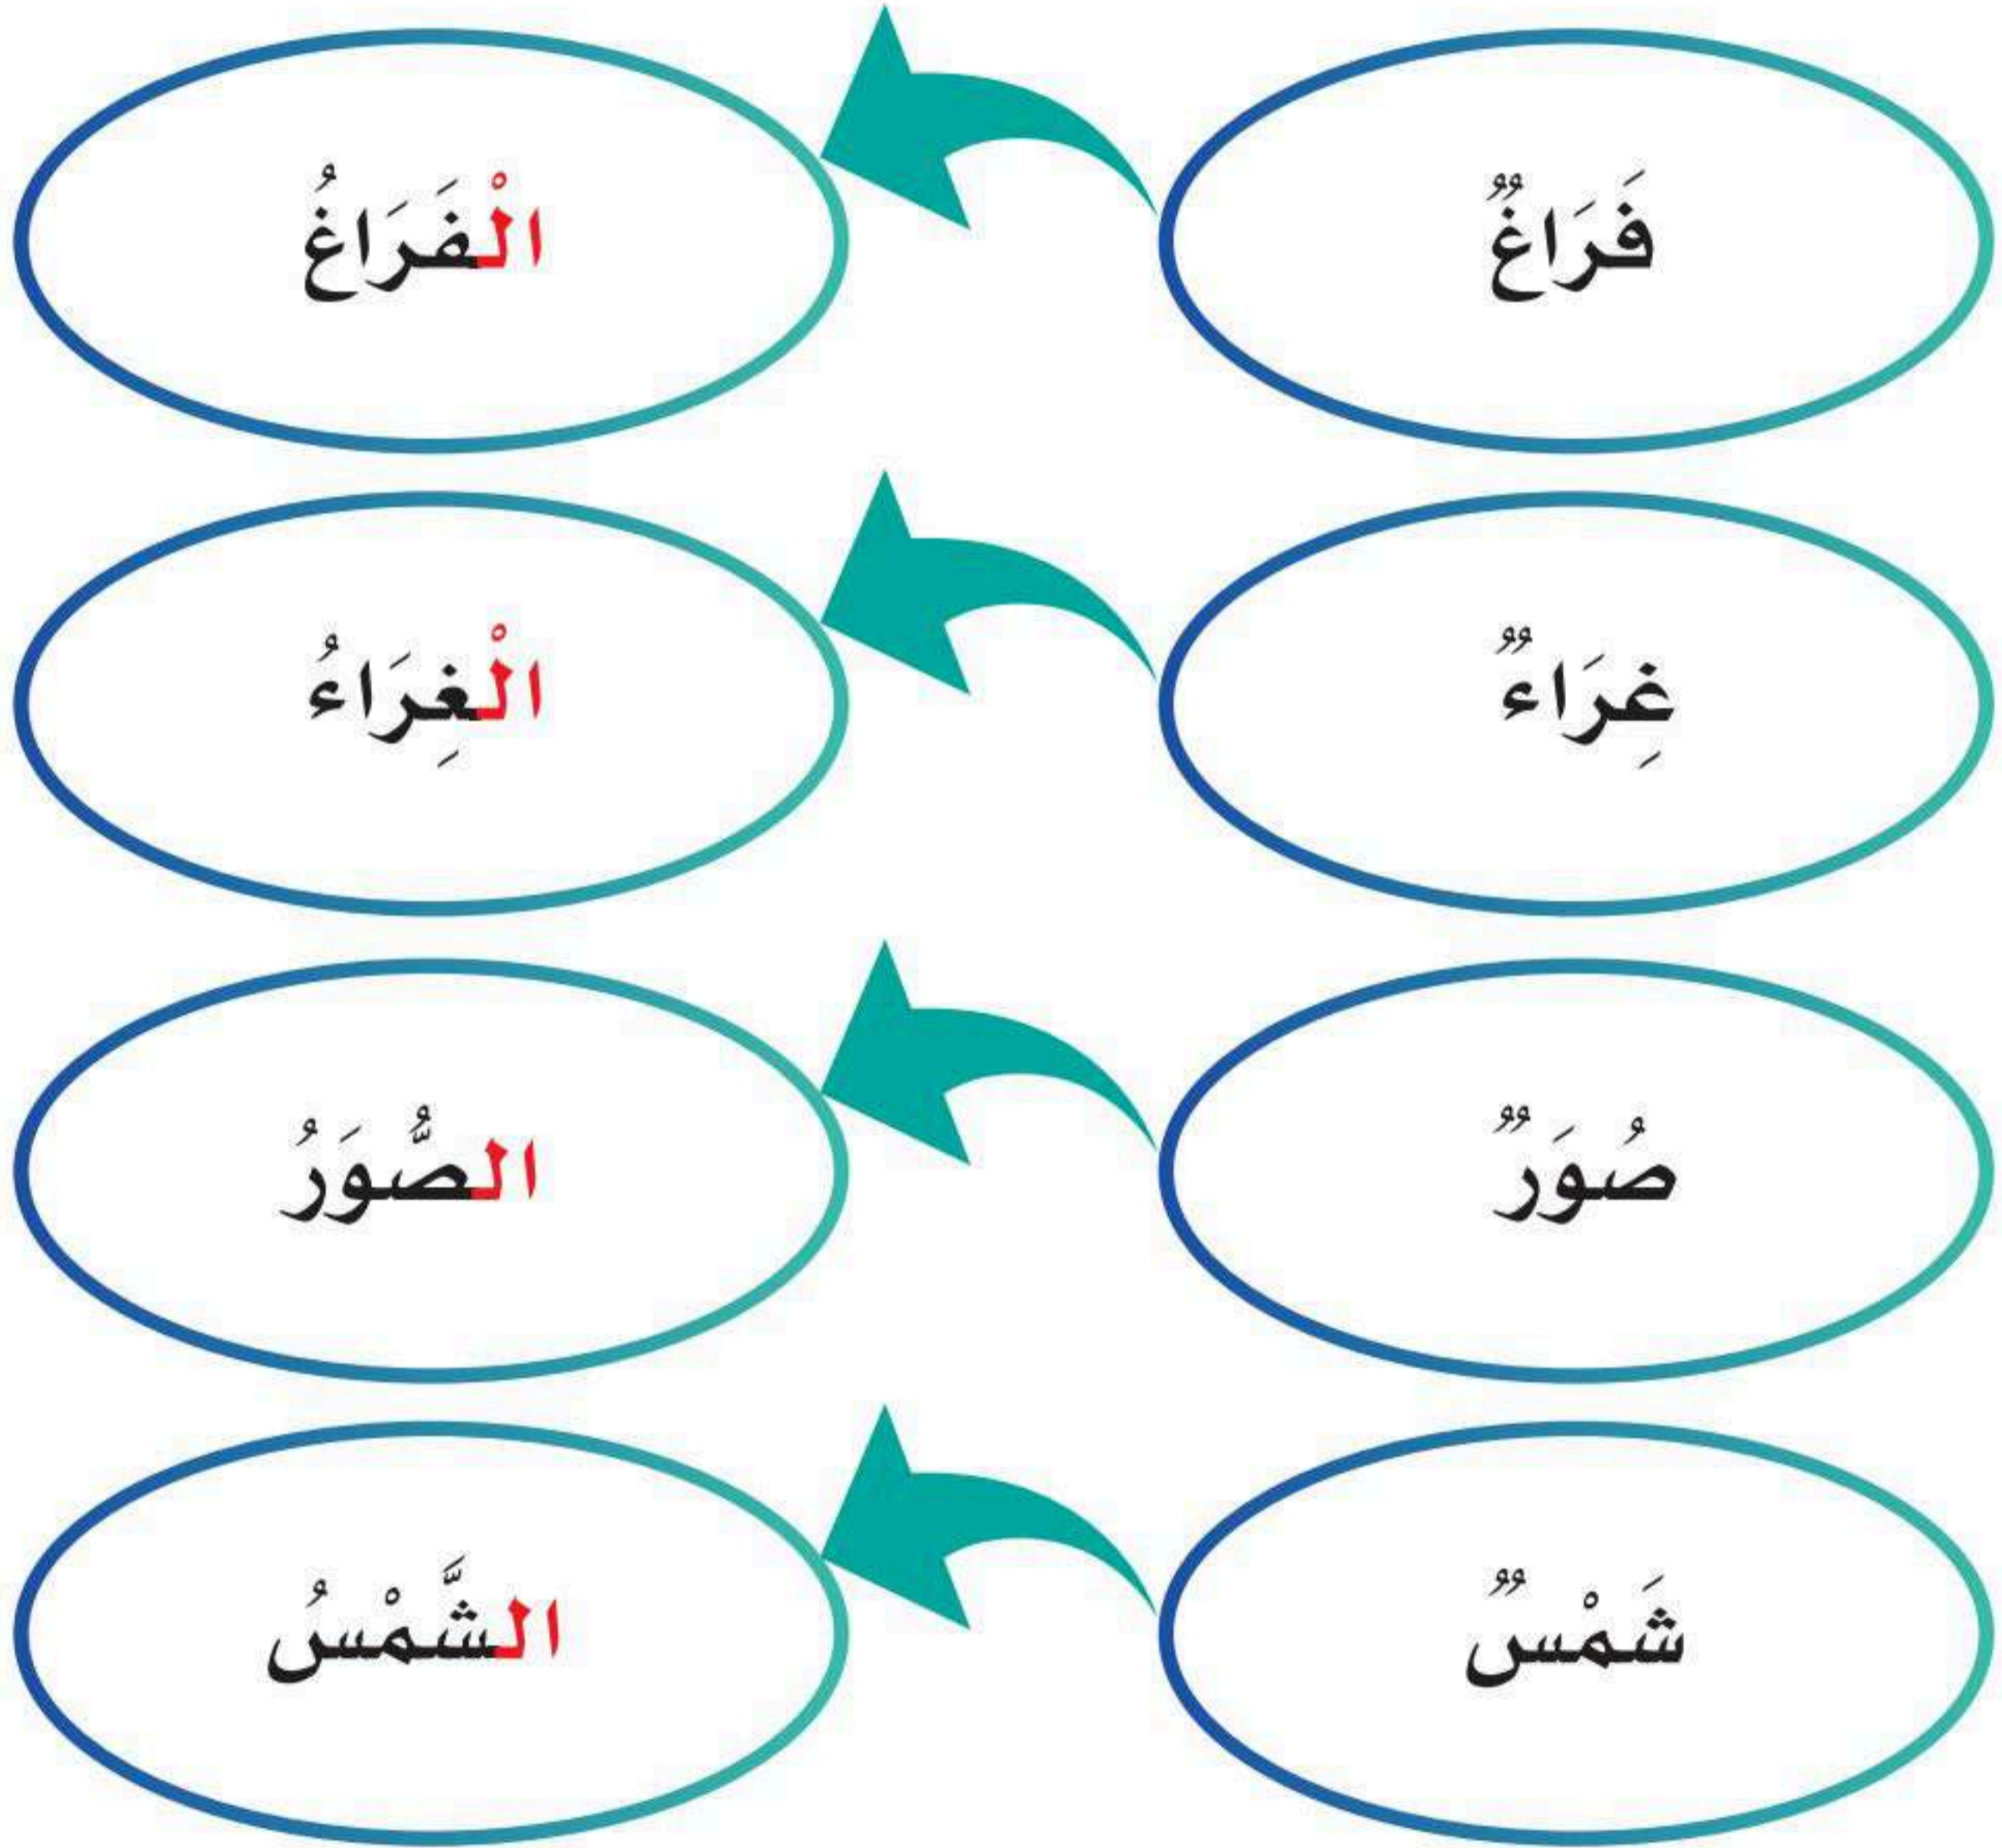 فَرَاغٌ الْفَرَاغُ
غِرَاءٌ الْغِرَاءُ
صُوَرٌ الصُّوَرُ
شَمْسٌ الشَّمْسُ